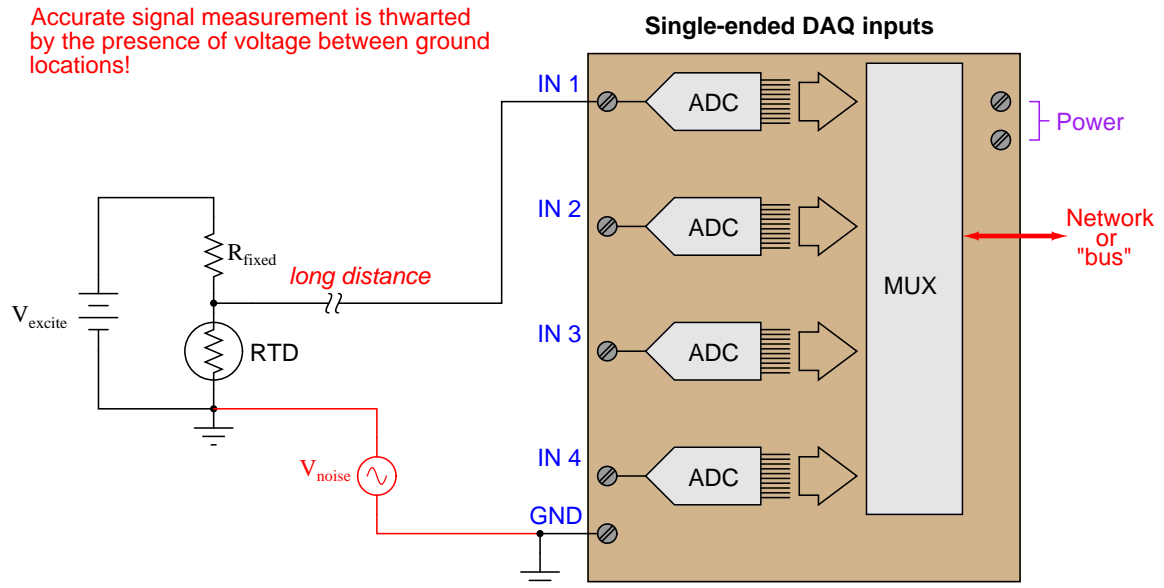 Accurate signal measurement is thwarted
by the presence of voltage between ground
locations!
Single-ended DAQ inputs
IN 1
ADC
Power
IN 2
ADC
Network
or
"bus"
Rfixed
long distance
MUX
Vexcite
RTD
IN 3
ADC
Vnoise
IN 4
ADC
GND